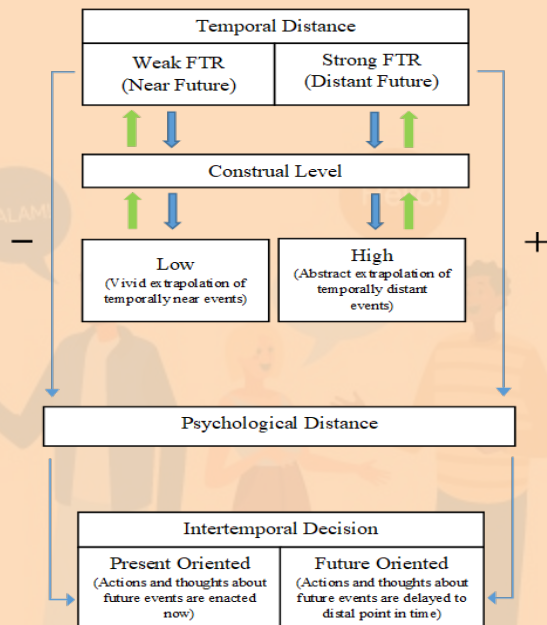 Temporal Distance
Weak FTR
(Near Future)
Strong FTR
(Distant Future)
Construal Level
ALAM!
Hello!
−
+
Low
(Vivid extrapolation of
temporally near events)
High
(Abstract extrapolation of
temporally distant
events)
Psychological Distance
Intertemporal Decision
Present Oriented
(Actions and thoughts about
future events are enacted
now)
Future Oriented
(Actions and thoughts about
future events are delayed to
distal point in time)